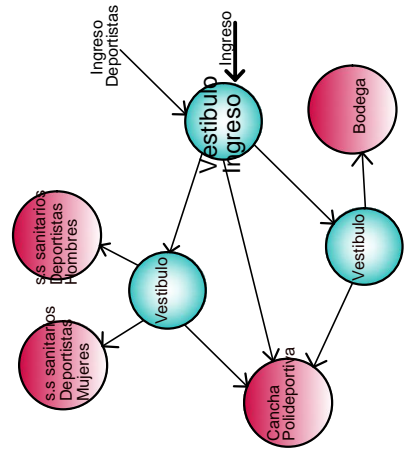 Ingreso
Deportistas
Ingreso
Vestibulo
Ingreso
Bodega
s.s sanitarios
Deportistas
Hombres
Vestibulo
Vestibulo
s.s sanitarios
Deportistas
Mujeres
Cancha
Polideportiva